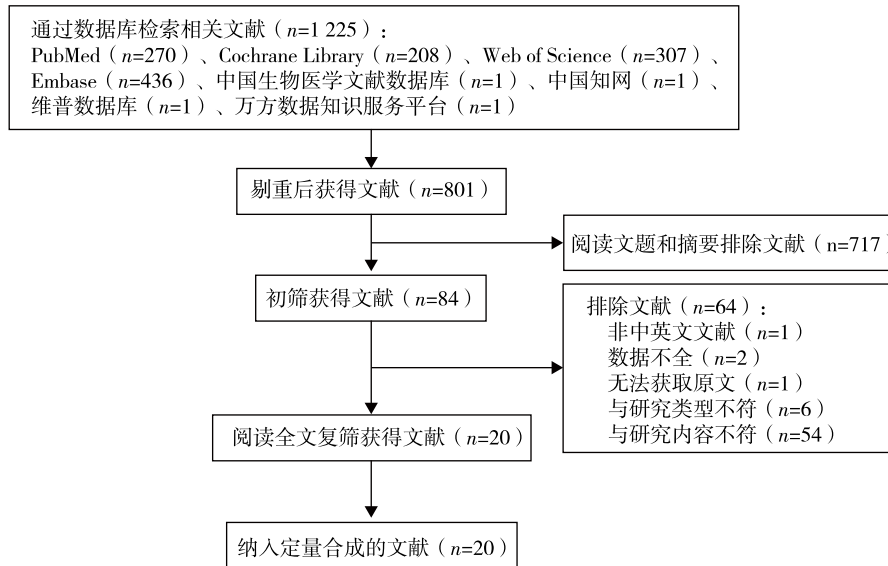 通过数据库检索相关文献（n=1 225）：
PubMed（n=270）、Cochrane Library（n=208）、Web of Science（n=307）、
Embase（n=436）、中国生物医学文献数据库（n=1）、中国知网（n=1）、
维普数据库（n=1）、万方数据知识服务平台（n=1）
剔重后获得文献（n=801）
阅读文题和摘要排除文献（n=717）
初筛获得文献（n=84）
排除文献（n=64）：
非中英文文献（n=1）
数据不全（n=2）
无法获取原文（n=1）
与研究类型不符（n=6）
与研究内容不符（n=54）
阅读全文复筛获得文献（n=20）
纳入定量合成的文献（n=20）